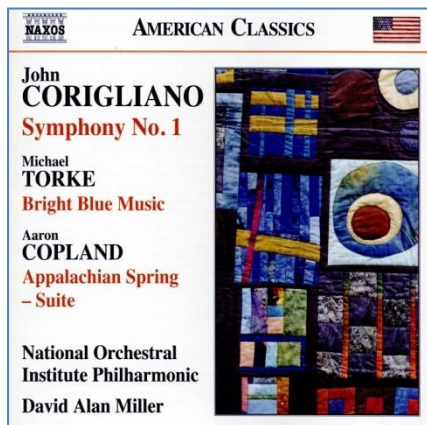 NAXOS
AMERICAN CLASSICS
John
CORIGLIANO
Symphony No. 1
Michael
TORKE
Bright Blue Music
Aaron
COPLAND
Appalachian Spring
– Suite
National Orchestral
Institute Philharmonic
David Alan Miller